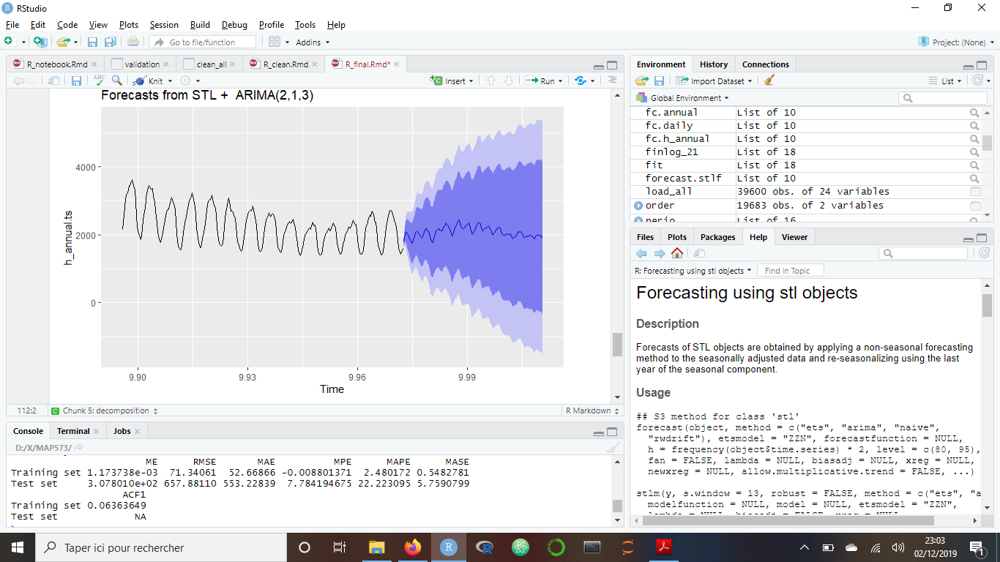 RStudio
File Edit Code View Plots Session Build Debug Profile Tools Help
Go to file/function Addins Project: (None)
R_notebook.Rmd validation clean_all R_clean.Rmd R_final.Rmd*
ABC Knit Insert Run
Forecasts from STL + ARIMA(2,1,3)
4000
2000
0
h_annual.ts
9.90 9.93 9.96 9.99
Time
112:2 Chunk 5: decomposition R Markdown
Console Terminal Jobs
D:/X/MAP573/
ME RMSE MAE MPE MAPE MASE
Training set 1.173738e-03 71.34061 52.66866 -0.008801371 2.480172 0.5482781
Test set 3.078010e+02 657.88110 553.22839 7.784194675 22.223095 5.7590799
ACF1
Training set 0.06363649
Test set NA
Environment History Connections
Import Dataset List
Global Environment
fc.annual List of 10
fc.daily List of 10
fc.h_annual List of 10
finlog_21 List of 18
fit List of 18
forecast.stlf List of 10
load_all 39600 obs. of 24 variables
order 19683 obs. of 2 variables
perio List of 16
Files Plots Packages Help Viewer
R: Forecasting using stl objects Find in Topic
Forecasting using stl objects
Description
Forecasts of STL objects are obtained by applying a non-seasonal forecasting
method to the seasonally adjusted data and re-seasonalizing using the last
year of the seasonal component.
Usage
## S3 method for class 'stl'
forecast(object, method = c("ets", "arima", "naive",
"rwdrift"), etsmodel = "ZZN", forecastfunction = NULL,
h = frequency(object$time.series) * 2, level = c(80, 95),
fan = FALSE, lambda = NULL, biasadj = NULL, xreg = NULL,
newxreg = NULL, allow.multiplicative.trend = FALSE, ...)
stlm(y, s.window = 13, robust = FALSE, method = c("ets", "a
modelfunction = NULL, model = NULL, etsmodel = "ZZN",
lambda = NULL, biasadj = FALSE, xreg = NULL,
Taper ici pour rechercher
23:03
02/12/2019
1